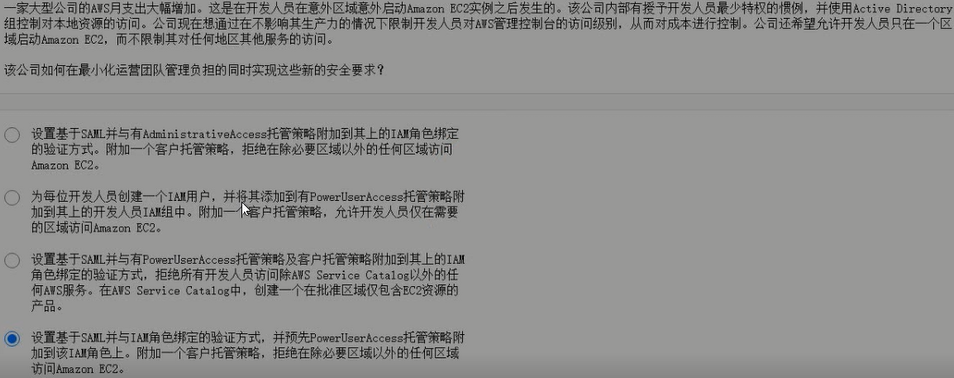 一家大型公司的AWS月支出大幅增加。这是在开发人员在意外区域意外启动Amazon EC2实例之后发生的。该公司内部有授予开发人员最少特权的惯例，并使用Active Directory
组控制对本地资源的访问。公司现在想通过在不影响其生产力的情况下限制开发人员对AWS管理控制台的访问级别，从而对成本进行控制。公司还希望允许开发人员只在一个区
域启动Amazon EC2，而不限制其对任何地区其他服务的访问。
该公司如何在最小化运营团队管理负担的同时实现这些新的安全要求？
设置基于SAML并与有AdministrativeAccess托管策略附加到其上的IAM角色绑定
的验证方式。附加一个客户托管策略，拒绝在除必要区域以外的任何区域访问
Amazon EC2。
为每位开发人员创建一个IAM用户，并将其添加到有PowerUserAccess托管策略附
加到其上的开发人员IAM组中。附加一个客户托管策略，允许开发人员仅在需要
的区域访问Amazon EC2。
设置基于SAML并与有PowerUserAccess托管策略及客户托管策略附加到其上的IAM
角色绑定的验证方式，拒绝所有开发人员访问除AWS Service Catalog以外的任
何AWS服务。在AWS Service Catalog中，创建一个在批准区域仅包含EC2资源的
产品。
设置基于SAML并与IAM角色绑定的验证方式，并预先PowerUserAccess托管策略附
加到该IAM角色上。附加一个客户托管策略，拒绝在除必要区域以外的任何区域
访问Amazon EC2。